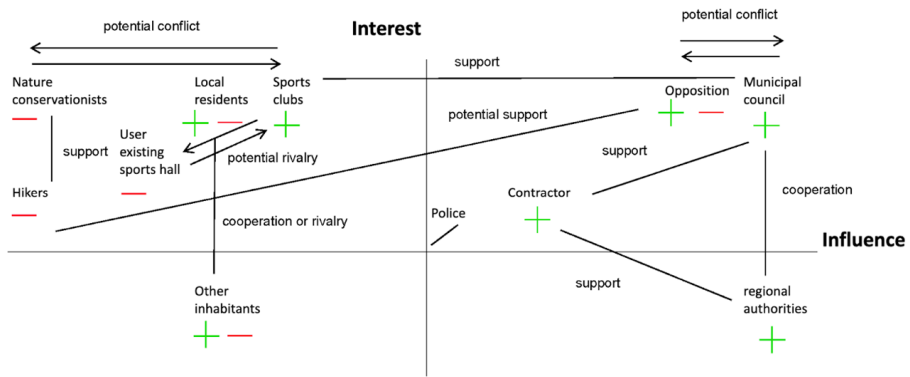 potential conflict
Interest
potential conflict
support
Nature
conservationists
Local
residents
Sports
clubs
Opposition
Municipal
council
potential support
User
existing
sports hall
support
potential rivalry
support
Hikers
Contractor
cooperation
Police
cooperation or rivalry
Influence
Other
inhabitants
support
regional
authorities